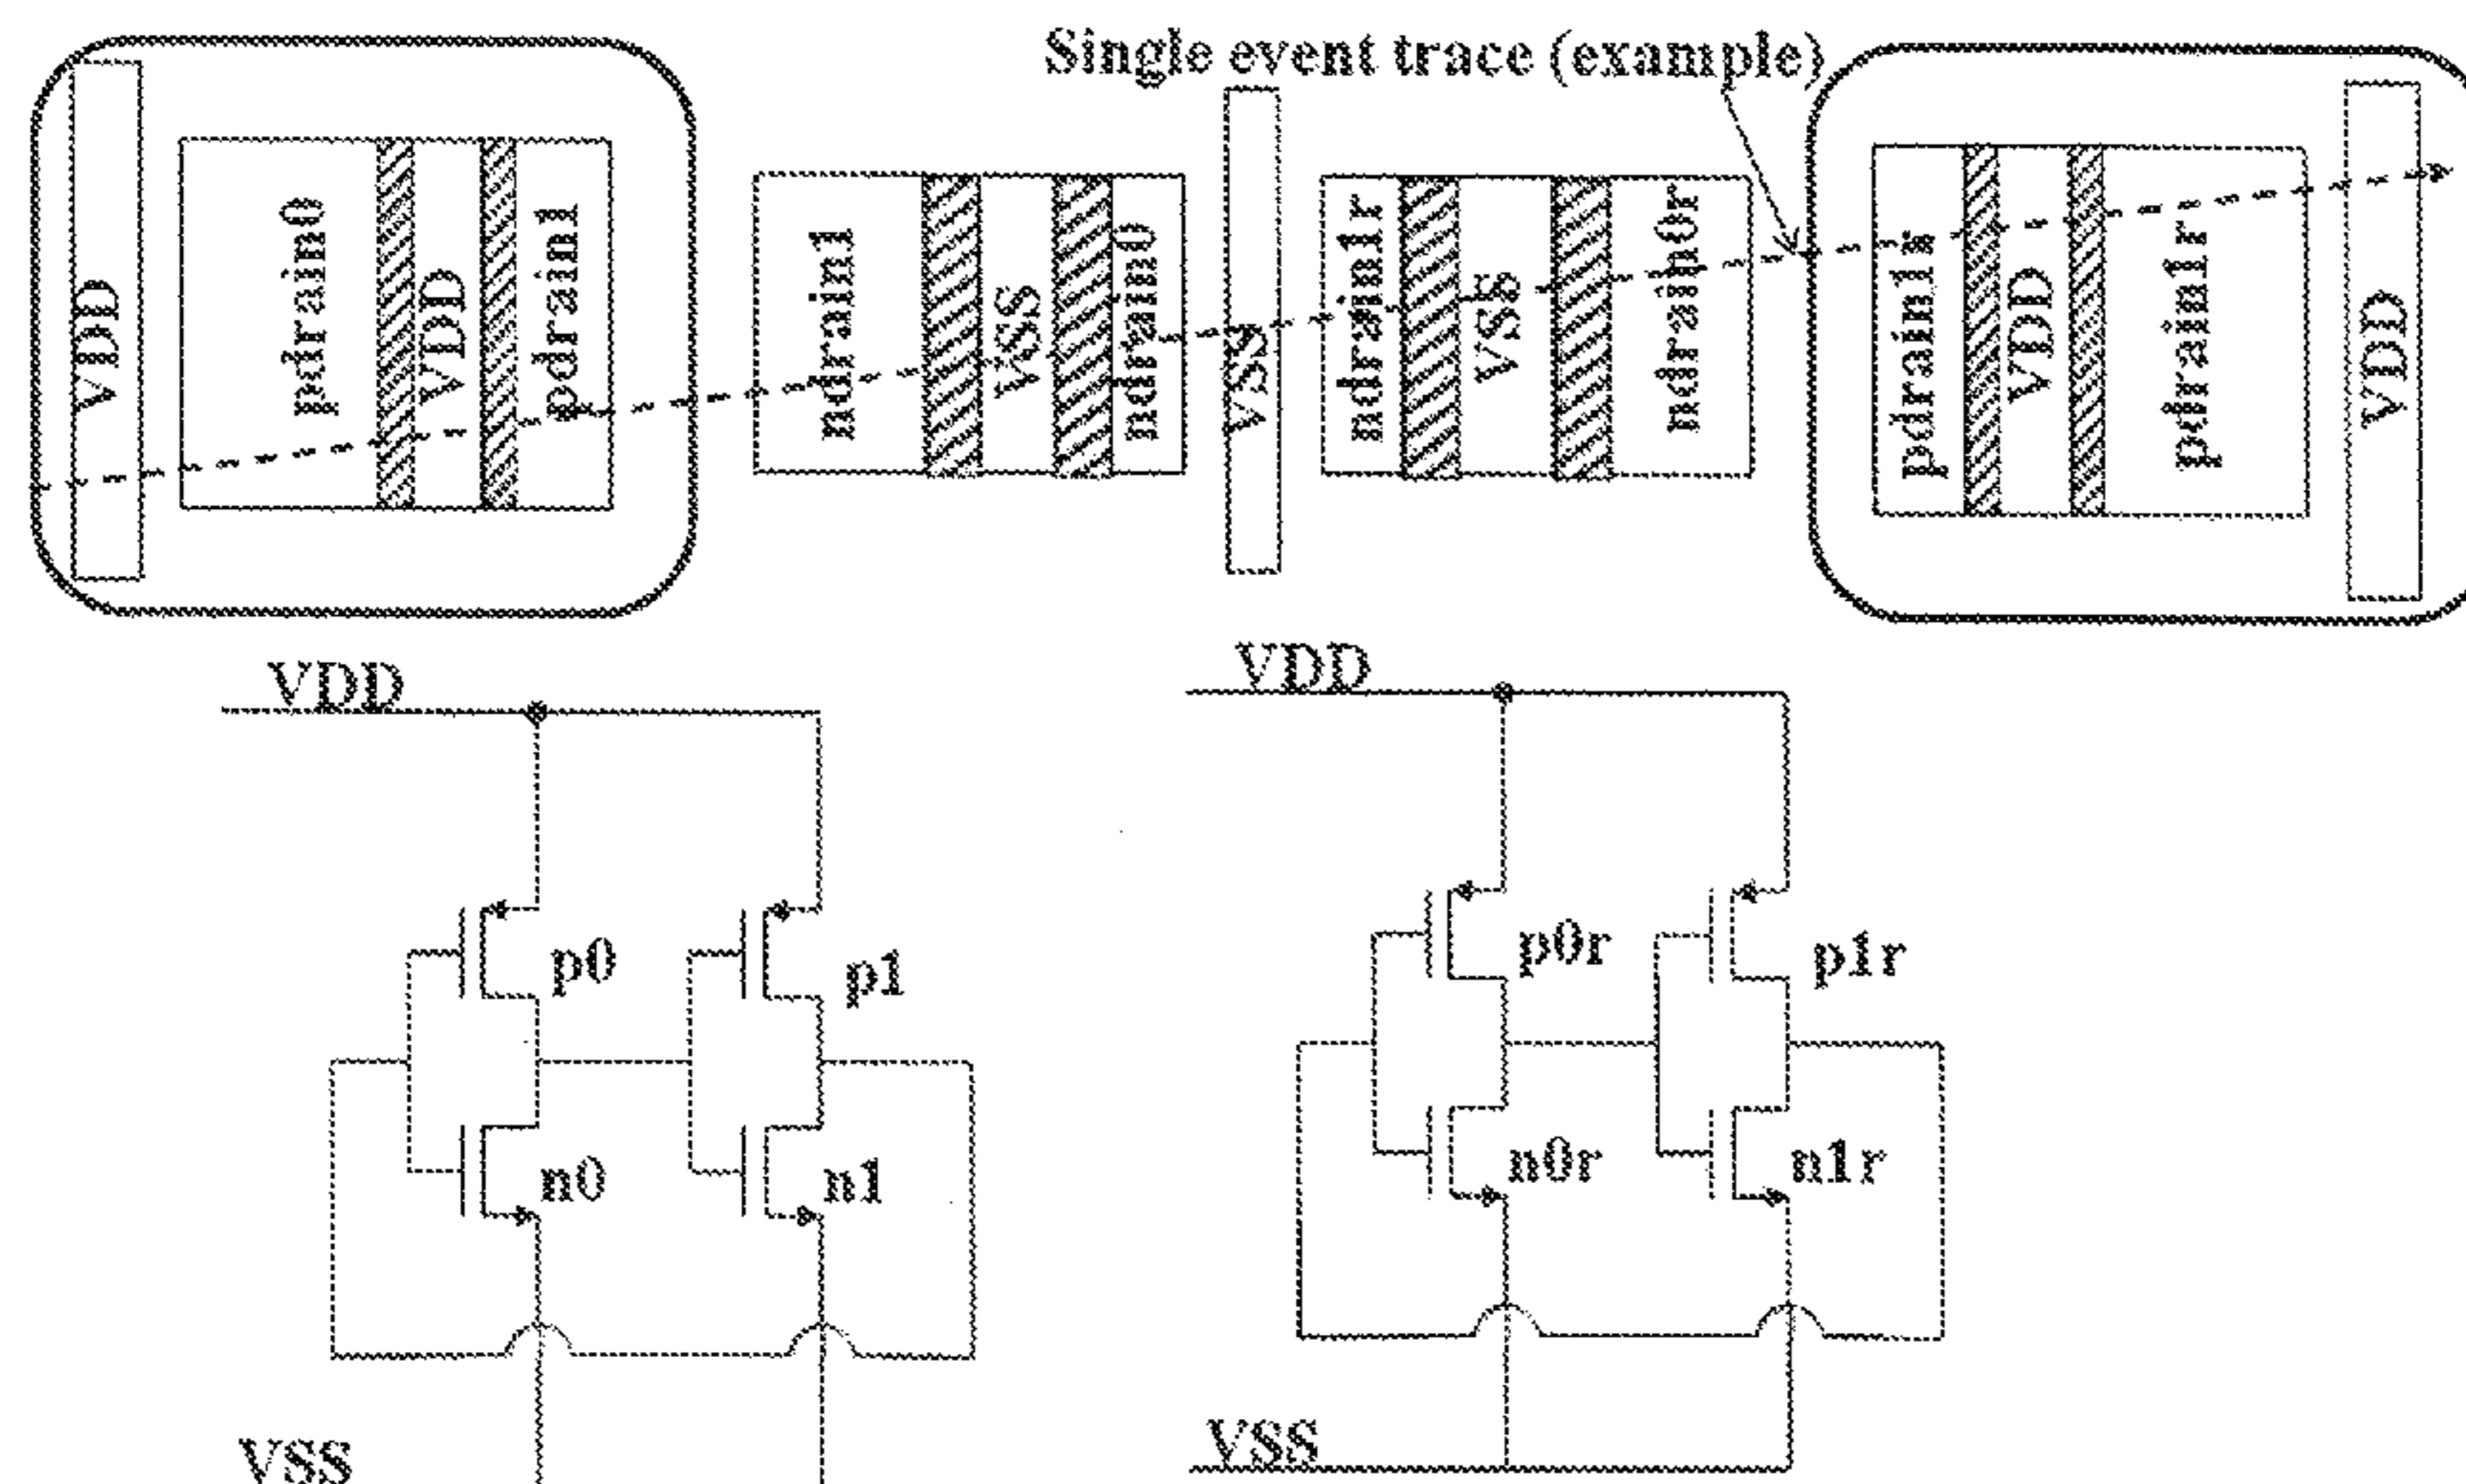 Single event trace (example)
VDD
pdrain0
VDD
pdrain1
ndrain1
VSS
ndrain0
VSS
ndrain1r
VSS
ndrain0r
pdrain1r
VDD
pdrain1r
VDD
VDD
VDD
p0
p1
p0r
p1r
n0
n1
n0r
n1r
VSS
VSS